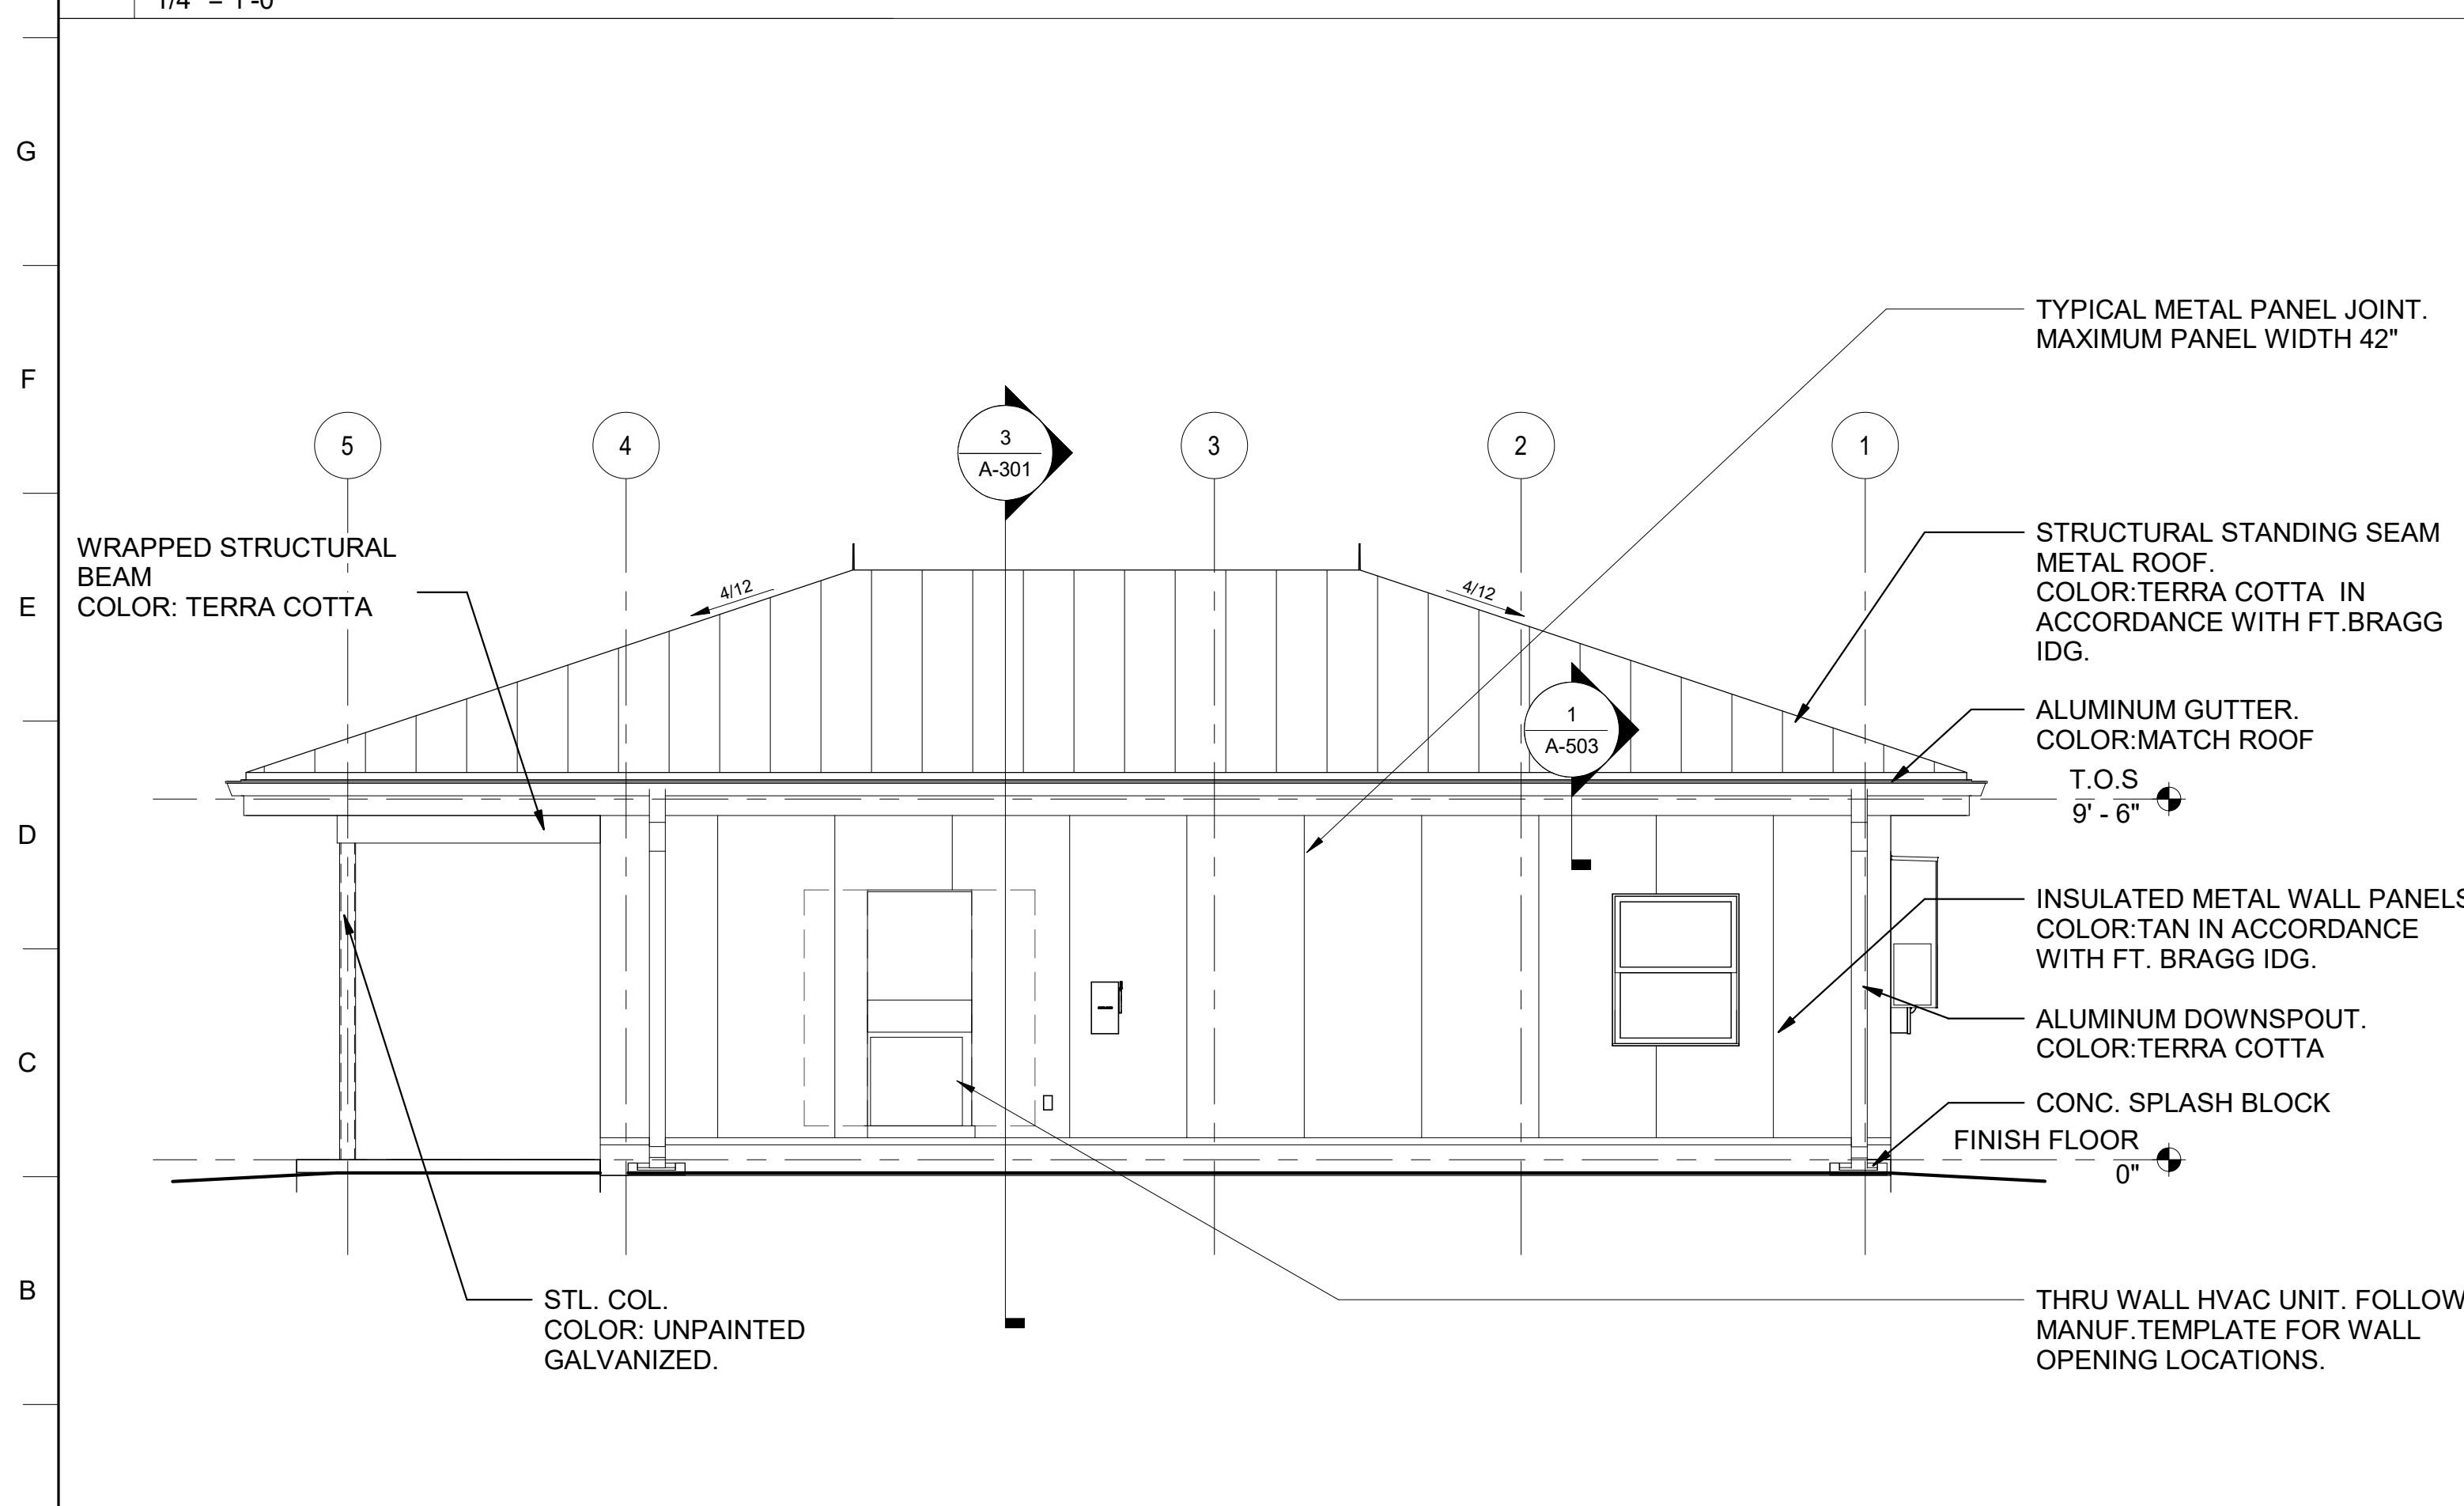 1/4" = 1'-0"
G
F
E
D
C
B
TYPICAL METAL PANEL JOINT.
MAXIMUM PANEL WIDTH 42"
5
4
3
A-301
3
2
1
WRAPPED STRUCTURAL
BEAM
COLOR: TERRA COTTA
4/12
4/12
STRUCTURAL STANDING SEAM
METAL ROOF.
COLOR:TERRA COTTA IN
ACCORDANCE WITH FT.BRAGG
IDG.
1
A-503
ALUMINUM GUTTER.
COLOR:MATCH ROOF
T.O.S
9' - 6"
INSULATED METAL WALL PANELS
COLOR:TAN IN ACCORDANCE
WITH FT. BRAGG IDG.
ALUMINUM DOWNSPOUT.
COLOR:TERRA COTTA
CONC. SPLASH BLOCK
FINISH FLOOR
0"
STL. COL.
COLOR: UNPAINTED
GALVANIZED.
THRU WALL HVAC UNIT. FOLLOW
MANUF.TEMPLATE FOR WALL
OPENING LOCATIONS.